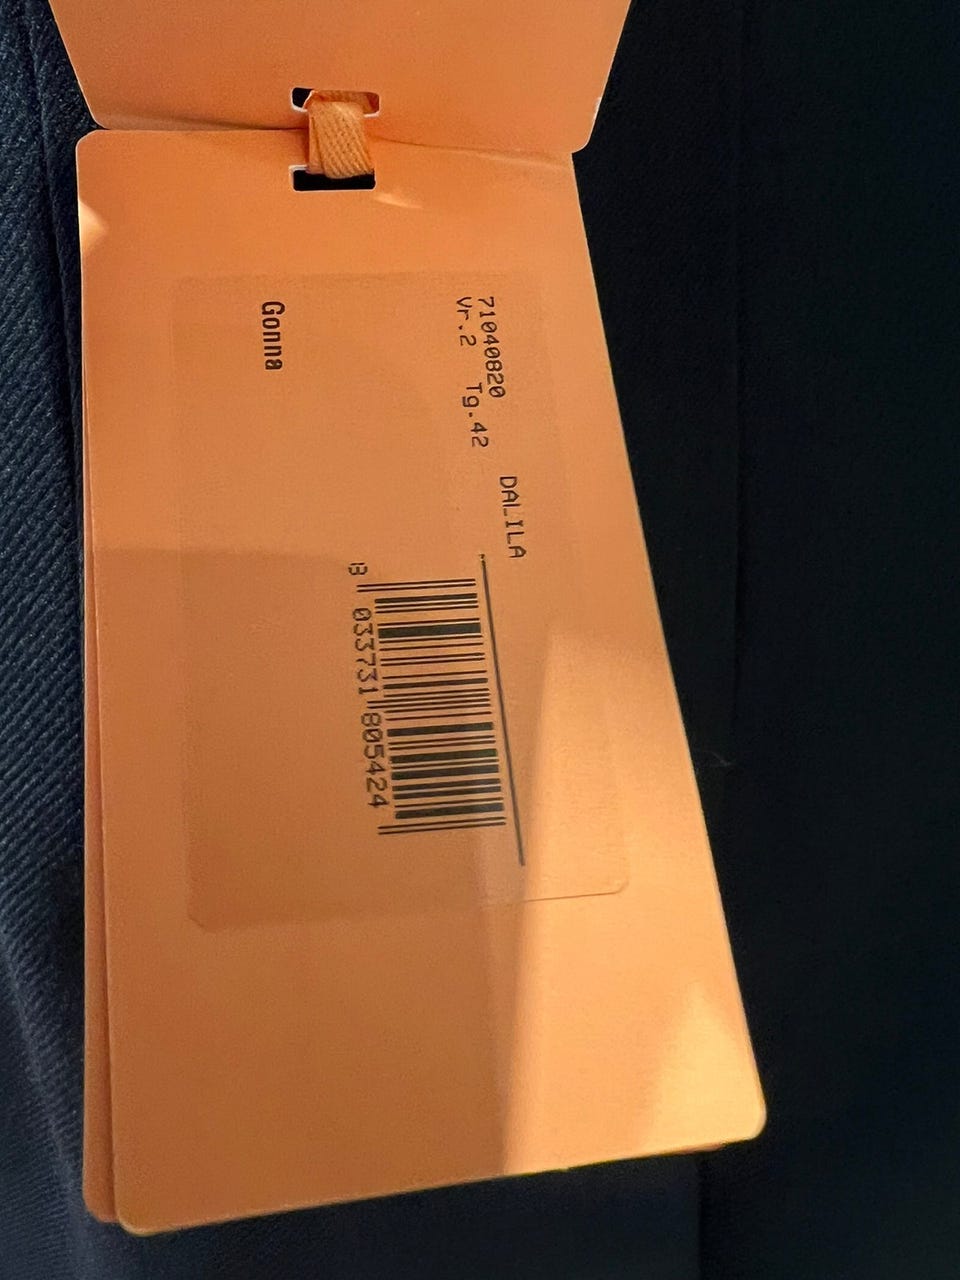 71040820 DALILA
Vr.2 Tg.42
8 033731 805424
Gonna